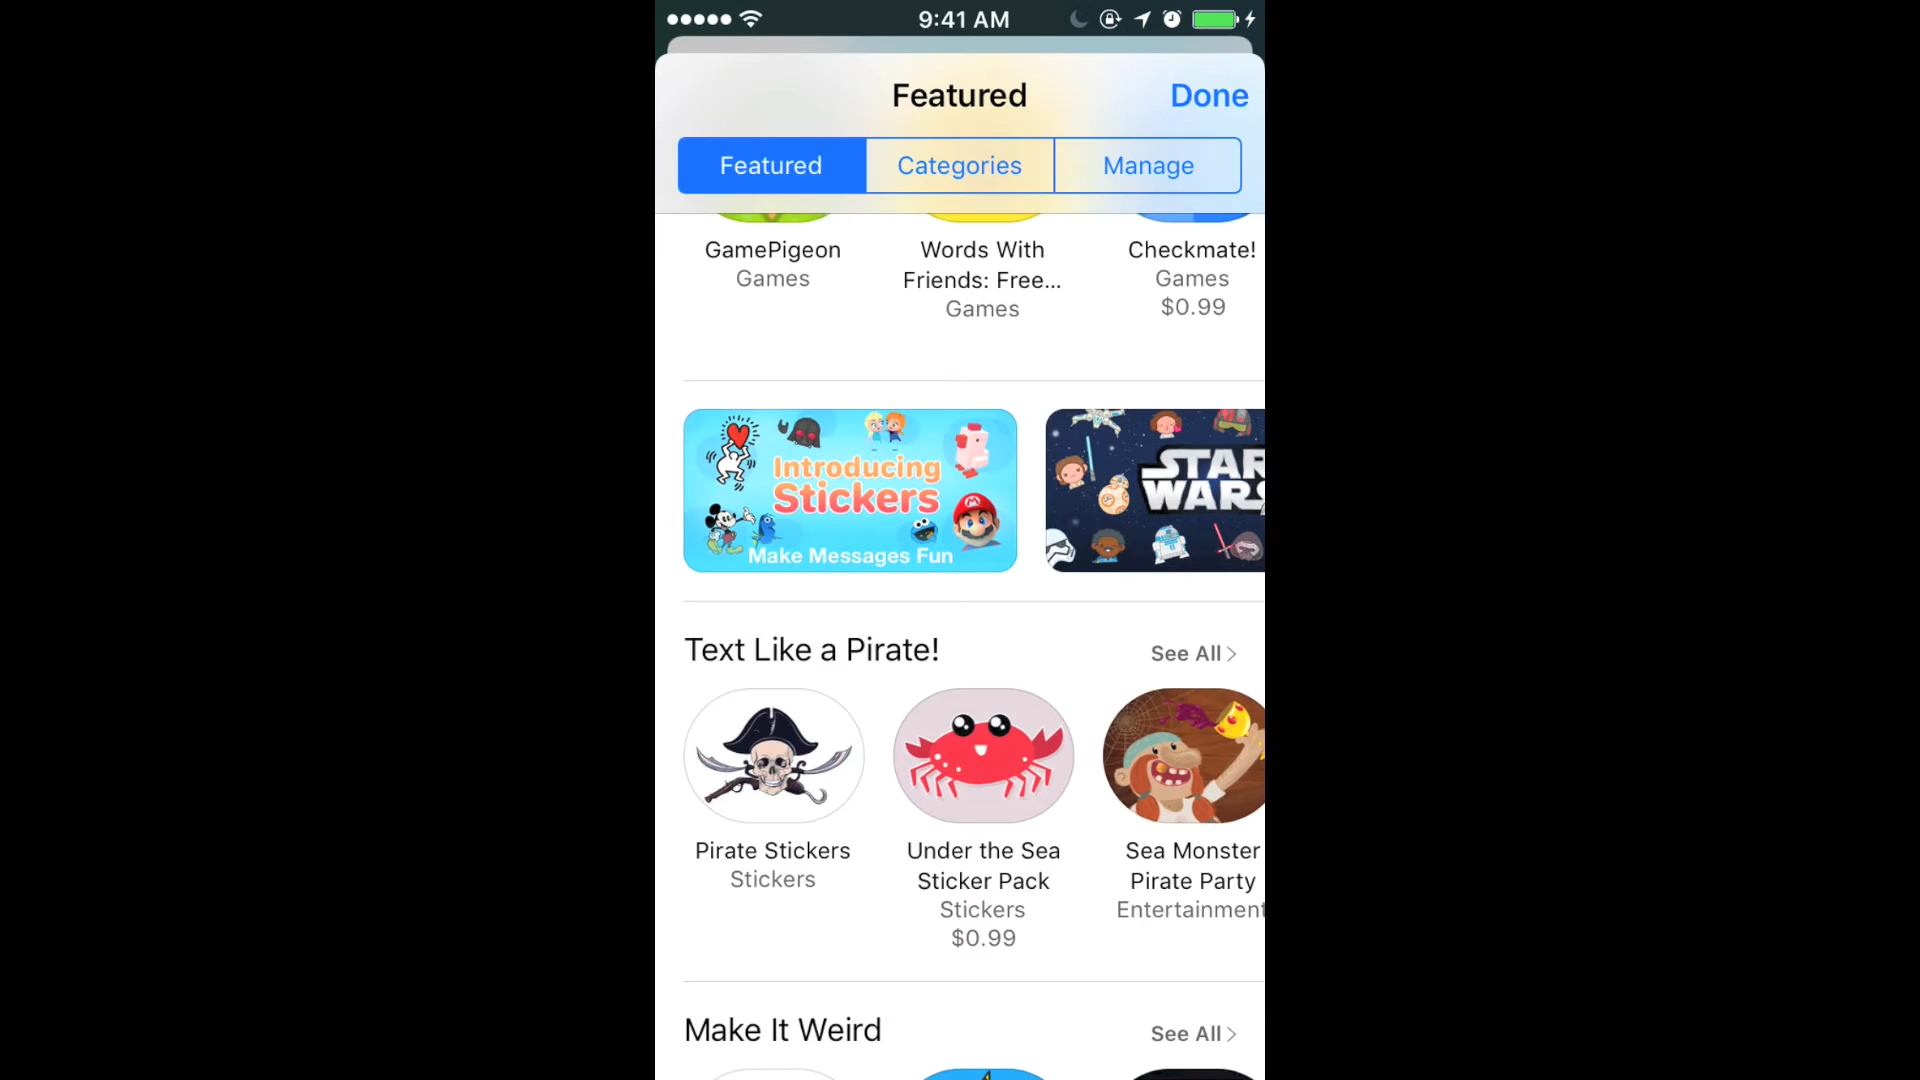 9:41 AM
Featured
Done
Featured
Categories
Manage
GamePigeon
Games
Words With
Friends: Free...
Games
Checkmate!
Games
$0.99
Introducing
Stickers
Make Messages Fun
STAR
WARS
Text Like a Pirate!
See All
Pirate Stickers
Stickers
Under the Sea
Sticker Pack
Stickers
$0.99
Sea Monster
Pirate Party
Entertainment
Make It Weird
See All